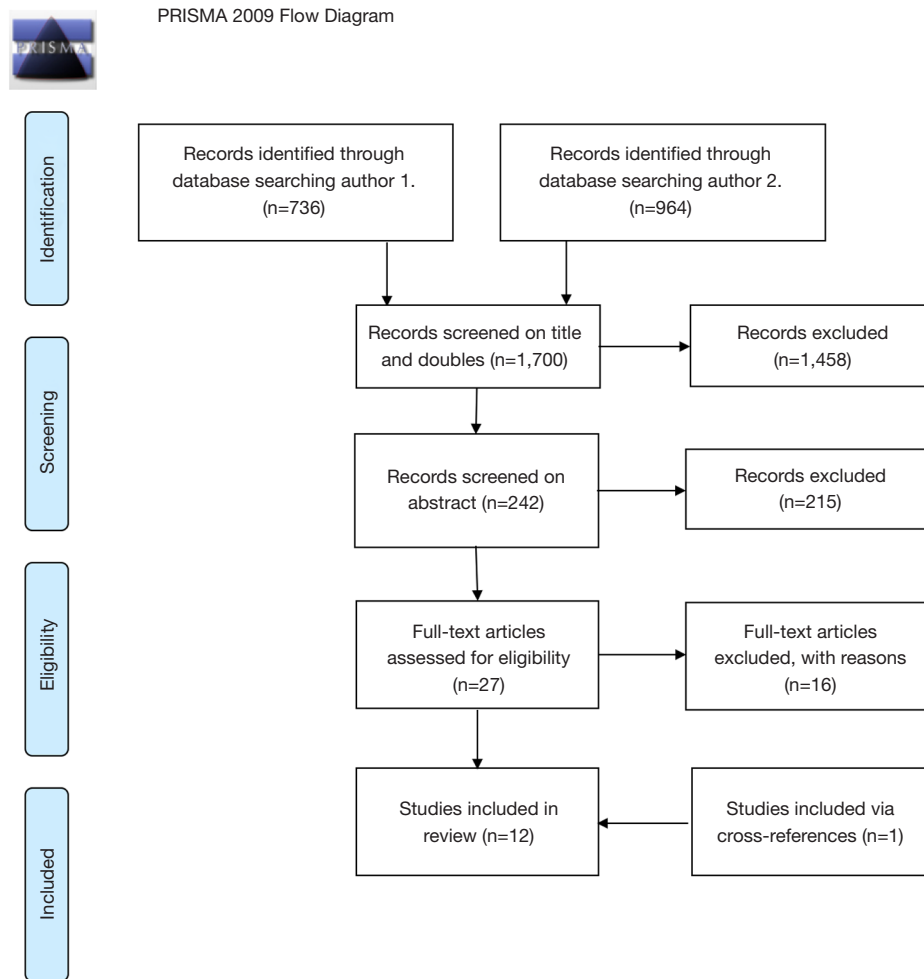 PRISMA 2009 Flow Diagram
PRISMA
Identification
Records identified through
database searching author 1.
(n=736)
Records identified through
database searching author 2.
(n=964)
Records screened on title
and doubles (n=1,700)
Records excluded
(n=1,458)
Screening
Records screened on
abstract (n=242)
Records excluded
(n=215)
Eligibility
Full-text articles
assessed for eligibility
(n=27)
Full-text articles
excluded, with reasons
(n=16)
Included
Studies included in
review (n=12)
Studies included via
cross-references (n=1)